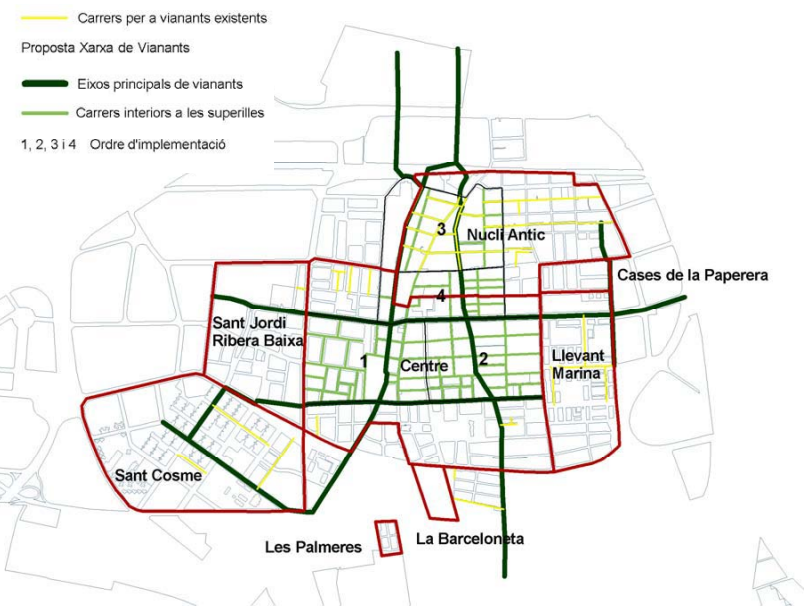 Carrers per a vianants existents
Proposta Xarxa de Vianants
Eixos principals de vianants
Carrers interiors a les superilles
1, 2, 3 i 4 Ordre d'implementació
3
Nucli Antic
Cases de la Paperera
4
Sant Jordi
Ribera Baixa
1
Centre
2
Llevant
Marina
Sant Cosme
Les Palmeres
La Barceloneta